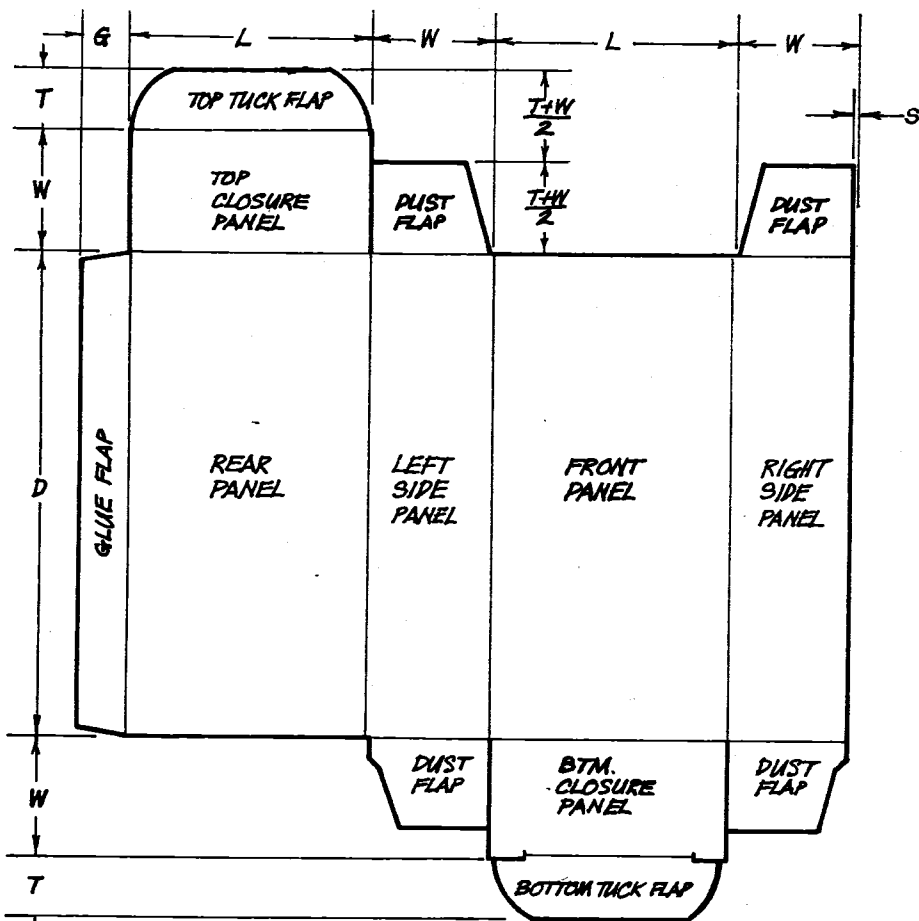 G
L
W
L
W
T
TOP TUCK FLAP
T+W
2
S
W
TOP
CLOSURE
PANEL
DUST
FLAP
T+W
2
DUST
FLAP
D
GLUE FLAP
REAR
PANEL
LEFT
SIDE
PANEL
FRONT
PANEL
RIGHT
SIDE
PANEL
W
DUST
FLAP
BTM.
CLOSURE
PANEL
DUST
FLAP
T
BOTTOM TUCK FLAP